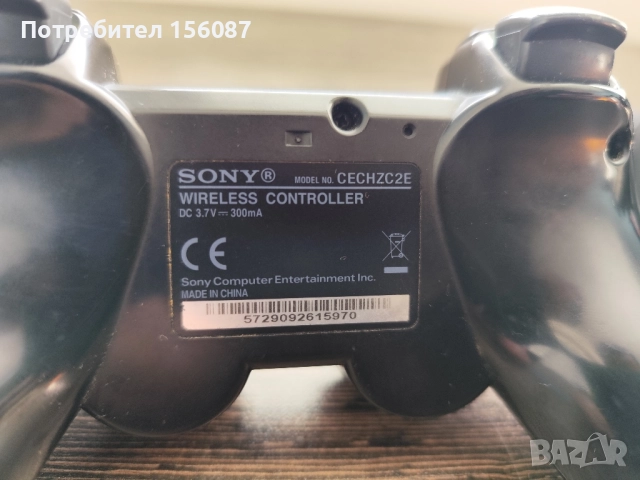 Потребител 156087
SONY® MODEL NO. CECHZC2E
WIRELESS CONTROLLER
DC 3.7V⎓300mA
CE
Sony Computer Entertainment Inc.
MADE IN CHINA
5729092615970
BAZAR